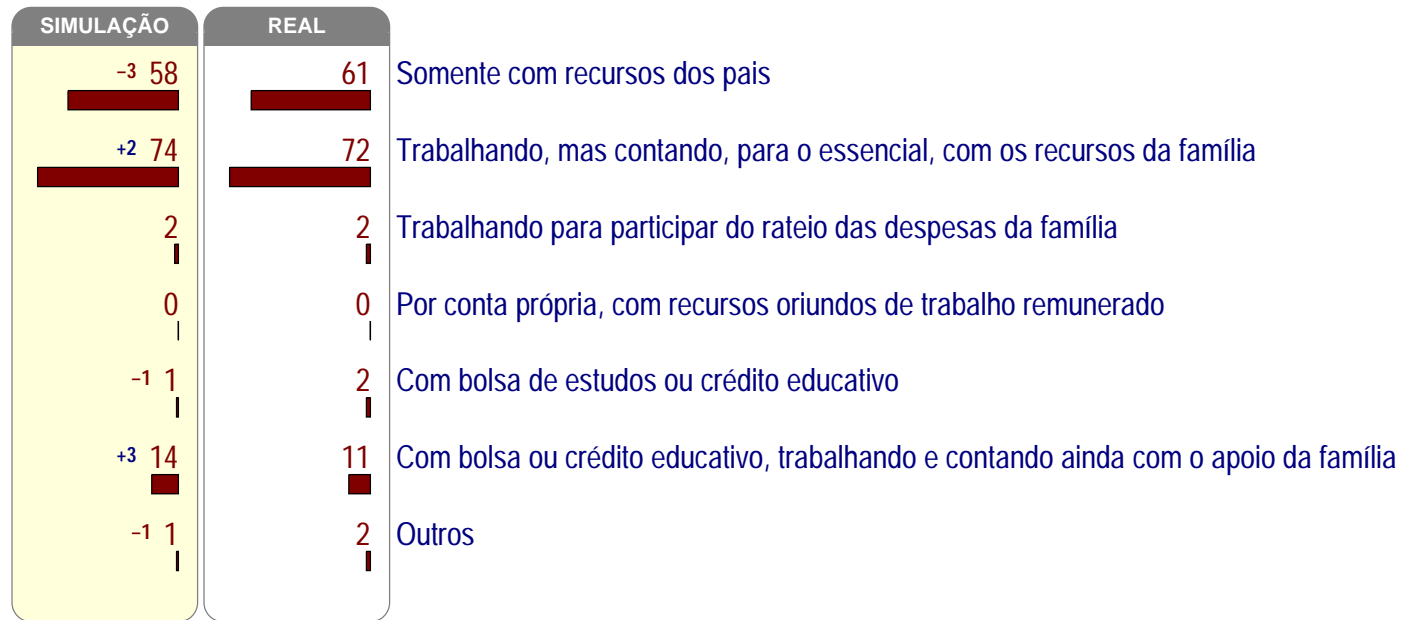 SIMULAÇÃO REAL
−3 58 61 Somente com recursos dos pais
+2 74 72 Trabalhando, mas contando, para o essencial, com os recursos da família
2 2 Trabalhando para participar do rateio das despesas da família
0 0 Por conta própria, com recursos oriundos de trabalho remunerado
−1 1 2 Com bolsa de estudos ou crédito educativo
+3 14 11 Com bolsa ou crédito educativo, trabalhando e contando ainda com o apoio da família
−1 1 2 Outros